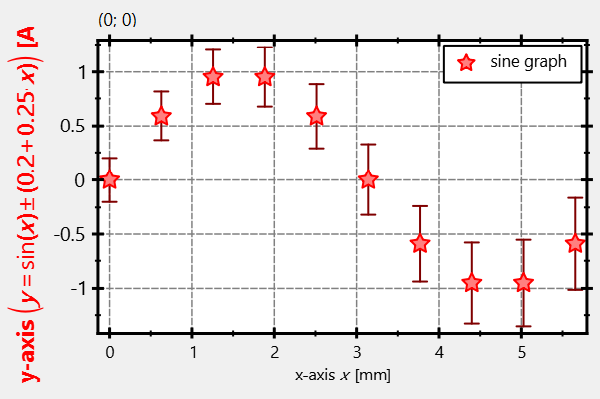 (0; 0)
y-axis (y = sin(x) ± (0.2 + 0.25· x)) [A
sine graph
1
0.5
0
-0.5
-1
0 1 2 3 4 5
x-axis x [mm]